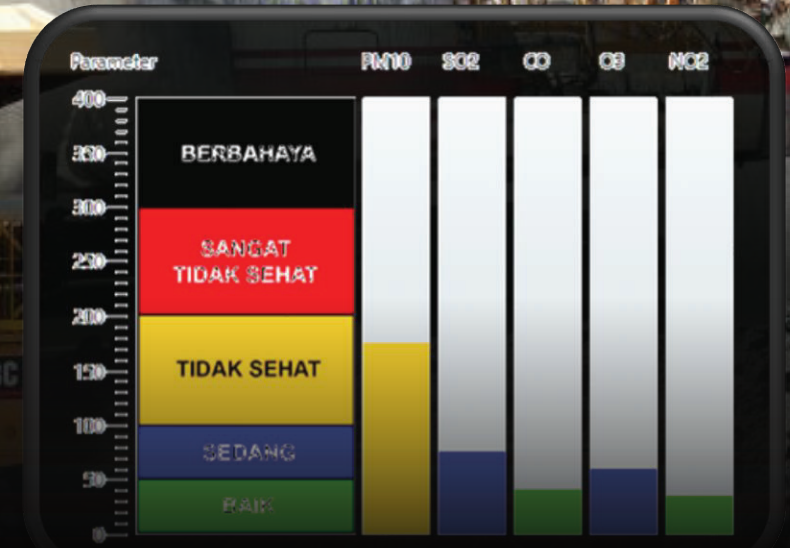 Parameter PM10 SO2 CO O3 NO2
400
350
300
250
200
150
100
50
0
BERBAHAYA
SANGAT
TIDAK SEHAT
TIDAK SEHAT
SEDANG
BAIK